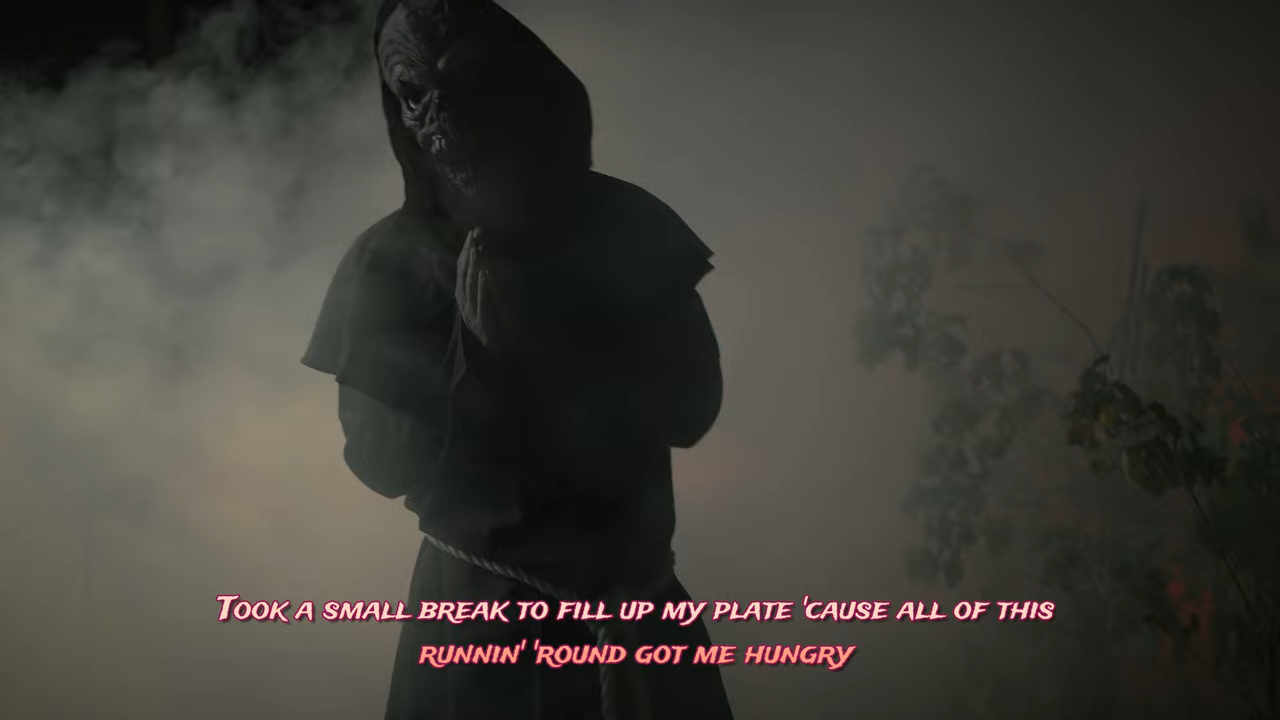 Took a small break to fill up my plate 'cause all of this
runnin' 'round got me hungry